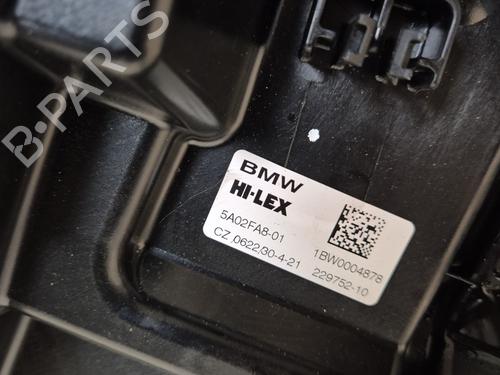 B-PARTS
BMW
HI-LEX
5A02FA8-01
CZ ,0622/30-4-21
1BW0004878
229752-10